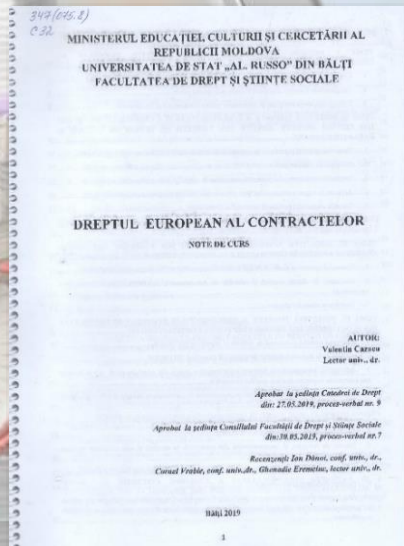 347(075.8)
C 32
MINISTERUL EDUCAȚIEI, CULTURII ȘI CERCETĂRII AL
REPUBLICII MOLDOVA
UNIVERSITATEA DE STAT „AL. RUSSO” DIN BĂLȚI
FACULTATEA DE DREPT ȘI ȘTIINȚE SOCIALE
DREPTUL EUROPEAN AL CONTRACTELOR
NOTE DE CURS
AUTOR:
Valentin Cazacu
Lector univ., dr.
Aprobat la ședința Catedrei de Drept
din: 27.05.2019, proces-verbal nr. 9
Aprobat la ședința Consiliului Facultății de Drept și Științe Sociale
din:30.05.2019, proces-verbal nr.7
Recenzenți: Ion Dănoi, conf. univ., dr.,
Cornel Vrabie, conf. univ.,dr., Ghenadie Eremciuc, lector univ., dr.
Bălți 2019
1